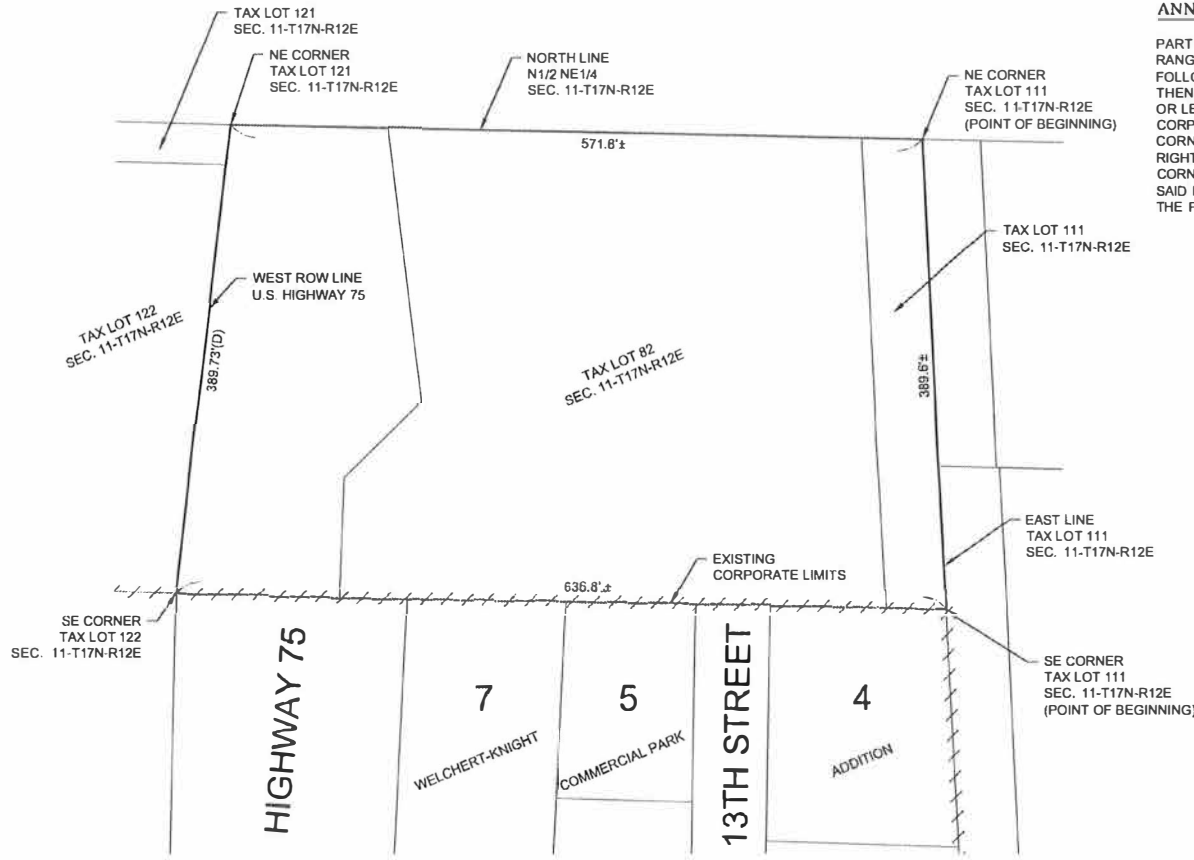 TAX LOT 121
SEC. 11-T17N-R12E
NE CORNER
TAX LOT 121
SEC. 11-T17N-R12E
NORTH LINE
N1/2 NE1/4
SEC. 11-T17N-R12E
NE CORNER
TAX LOT 111
SEC. 11-T17N-R12E
(POINT OF BEGINNING)
571.8'±
TAX LOT 111
SEC. 11-T17N-R12E
WEST ROW LINE
U.S. HIGHWAY 75
TAX LOT 122
SEC. 11-T17N-R12E
389.73'(D)
TAX LOT 82
SEC. 11-T17N-R12E
389.6'±
EAST LINE
TAX LOT 111
SEC. 11-T17N-R12E
EXISTING
CORPORATE LIMITS
636.8'±
SE CORNER
TAX LOT 122
SEC. 11-T17N-R12E
SE CORNER
TAX LOT 111
SEC. 11-T17N-R12E
(POINT OF BEGINNING)
HIGHWAY 75
7
WELCHERT-KNIGHT
5
COMMERCIAL PARK
13TH STREET
4
ADDITION
ANN
PART
RANG
FOLLO
THEN
OR LE
CORP
CORN
RIGHT
CORN
SAID
THE